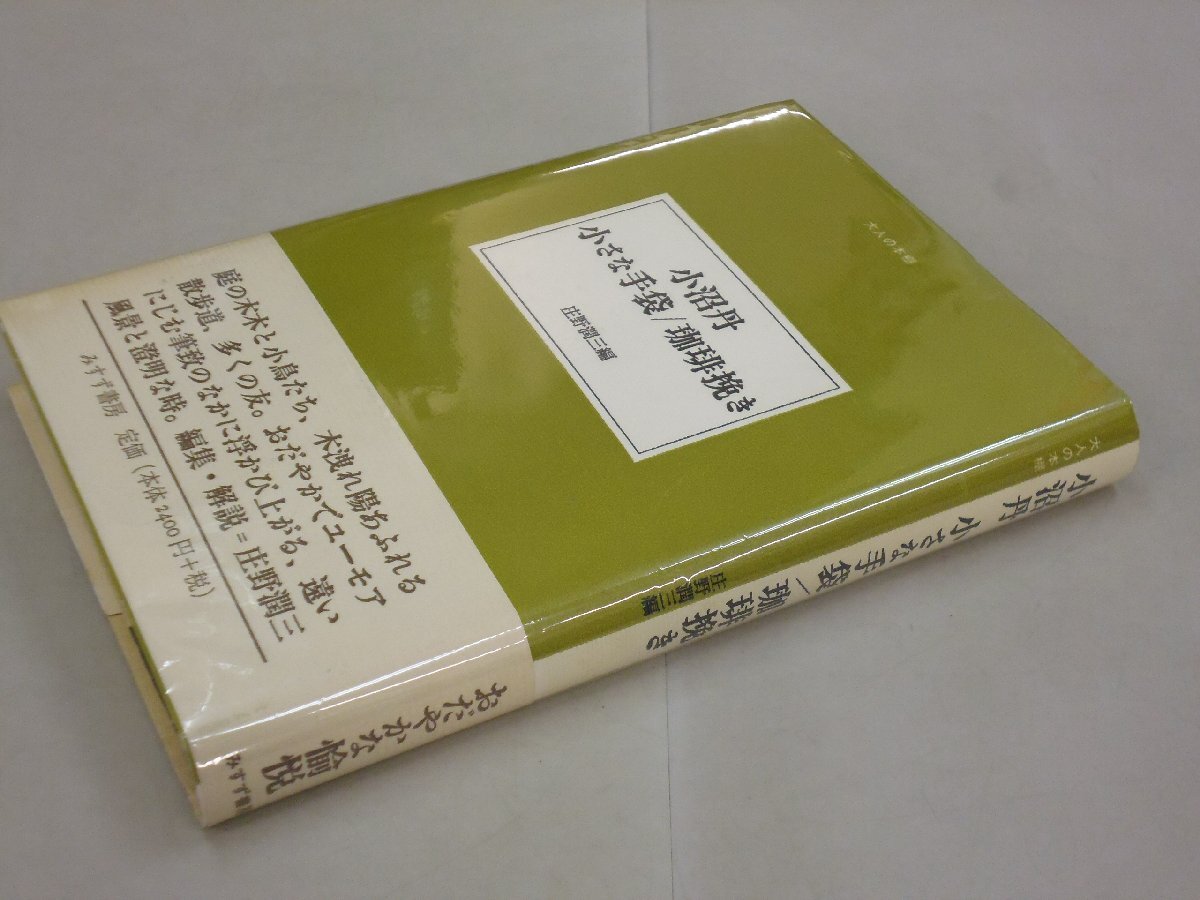 大人の本棚
小沼丹
小さな手袋/珈琲挽き
庄野潤三編
庭の木木と小鳥たち、木洩れ陽あふれる
散歩道、多くの友。おだやかでユーモア
にじむ筆致のなかに浮かび上がる、遠い
風景と澄明な時。編集・解説=庄野潤三
みすず書房 定価(本体2400円+税)
大人の本棚
小沼丹 小さな手袋/珈琲挽き
庄野潤三編
おだやかな愉悦
みすず書